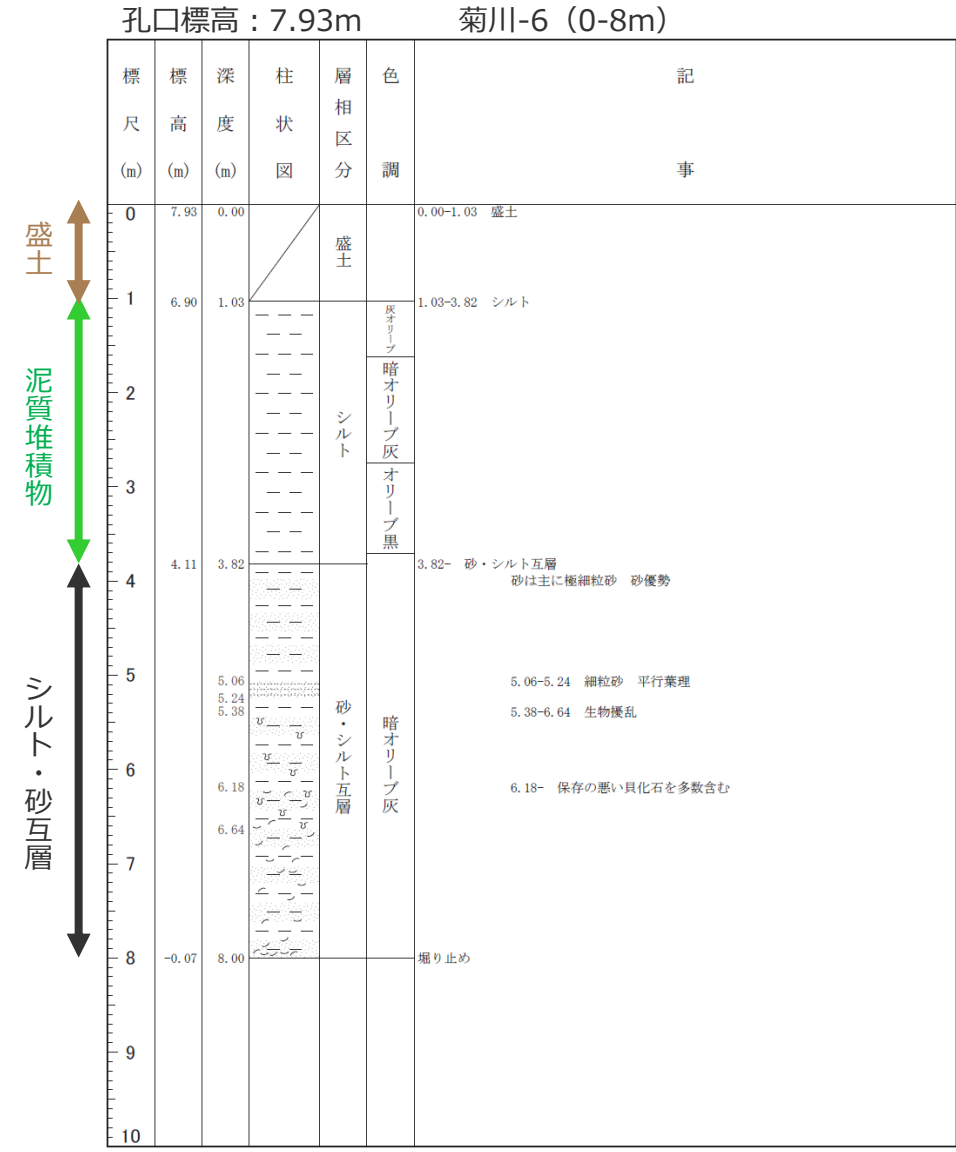 孔口標高：7.93m 菊川-6（0-8m）
標尺(m) 標高(m) 深度(m) 柱状図 層相区分 色調 記事
盛土
泥質堆積物
シルト・砂互層
0 7.93 0.00 0.00-1.03 盛土
盛土
1 6.90 1.03 1.03-3.82 シルト
灰オリーブ
暗オリーブ灰
2
シルト
オリーブ黒
3
4.11 3.82 3.82- 砂・シルト互層
4 砂は主に極細粒砂 砂優勢
5
5.06 5.06-5.24 細粒砂 平行葉理
5.24
5.38 5.38-6.64 生物擾乱
砂・シルト互層
暗オリーブ灰
6
6.18 6.18- 保存の悪い貝化石を多数含む
6.64
7
8 -0.07 8.00 堀り止め
9
10